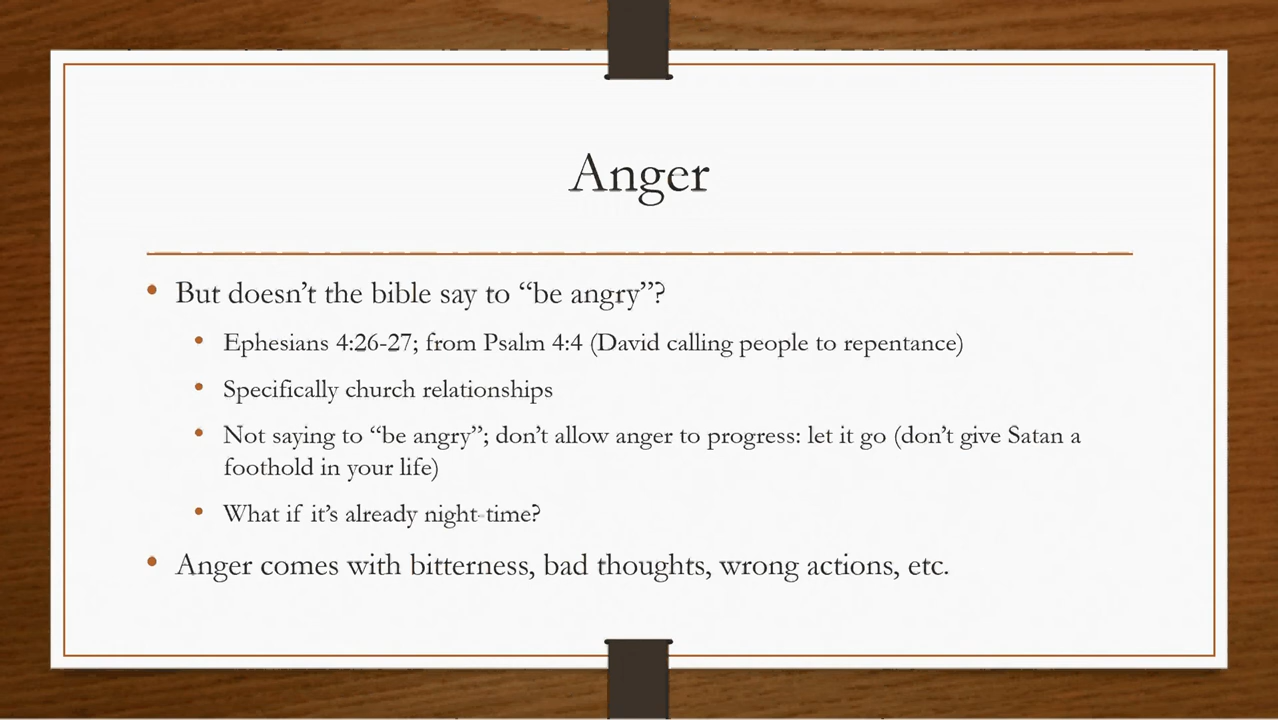 Anger
• But doesn’t the bible say to “be angry”?
• Ephesians 4:26-27; from Psalm 4:4 (David calling people to repentance)
• Specifically church relationships
• Not saying to “be angry”; don’t allow anger to progress: let it go (don’t give Satan a
foothold in your life)
• What if it’s already night-time?
• Anger comes with bitterness, bad thoughts, wrong actions, etc.